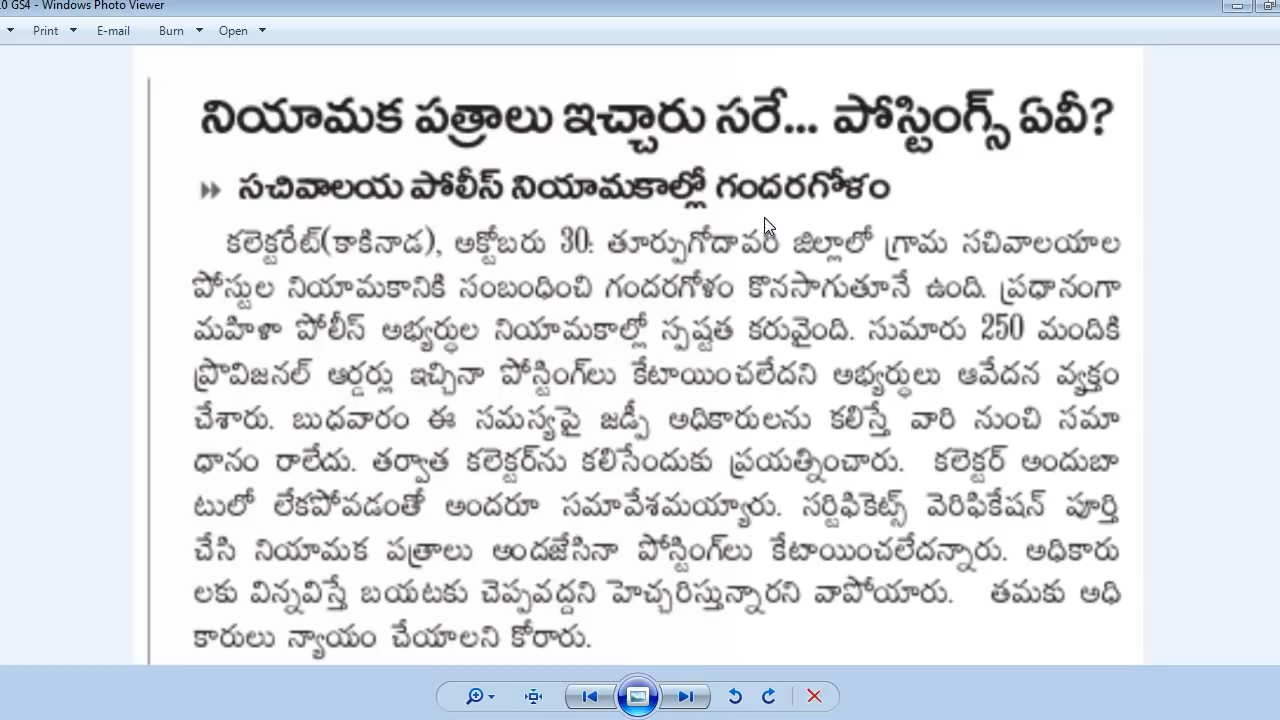 .0 GS4 - Windows Photo Viewer
Print E-mail Burn Open
నియామక పత్రాలు ఇచ్చారు సరే... పోస్టింగ్స్ ఏవీ?
సచివాలయ పోలీస్ నియామకాల్లో గందరగోళం
కలెక్టరేట్(కాకినాడ), అక్టోబరు 30: తూర్పుగోదావరి జిల్లాలో గ్రామ సచివాలయాల
పోస్టుల నియామకానికి సంబంధించి గందరగోళం కొనసాగుతూనే ఉంది. ప్రధానంగా
మహిళా పోలీస్ అభ్యర్థుల నియామకాల్లో స్పష్టత కరువైంది. సుమారు 250 మందికి
ప్రొవిజనల్ ఆర్డర్లు ఇచ్చినా పోస్టింగ్‌లు కేటాయించలేదని అభ్యర్థులు ఆవేదన వ్యక్తం
చేశారు. బుధవారం ఈ సమస్యపై జడ్పీ అధికారులను కలిస్తే వారి నుంచి సమా
ధానం రాలేదు. తర్వాత కలెక్టర్‌ను కలిసేందుకు ప్రయత్నించారు. కలెక్టర్ అందుబా
టులో లేకపోవడంతో అందరూ సమావేశమయ్యారు. సర్టిఫికెట్స్ వెరిఫికేషన్ పూర్తి
చేసి నియామక పత్రాలు అందజేసినా పోస్టింగ్‌లు కేటాయించలేదన్నారు. అధికారు
లకు విన్నవిస్తే బయటకు చెప్పవద్దని హెచ్చరిస్తున్నారని వాపోయారు. తమకు అధి
కారులు న్యాయం చేయాలని కోరారు.